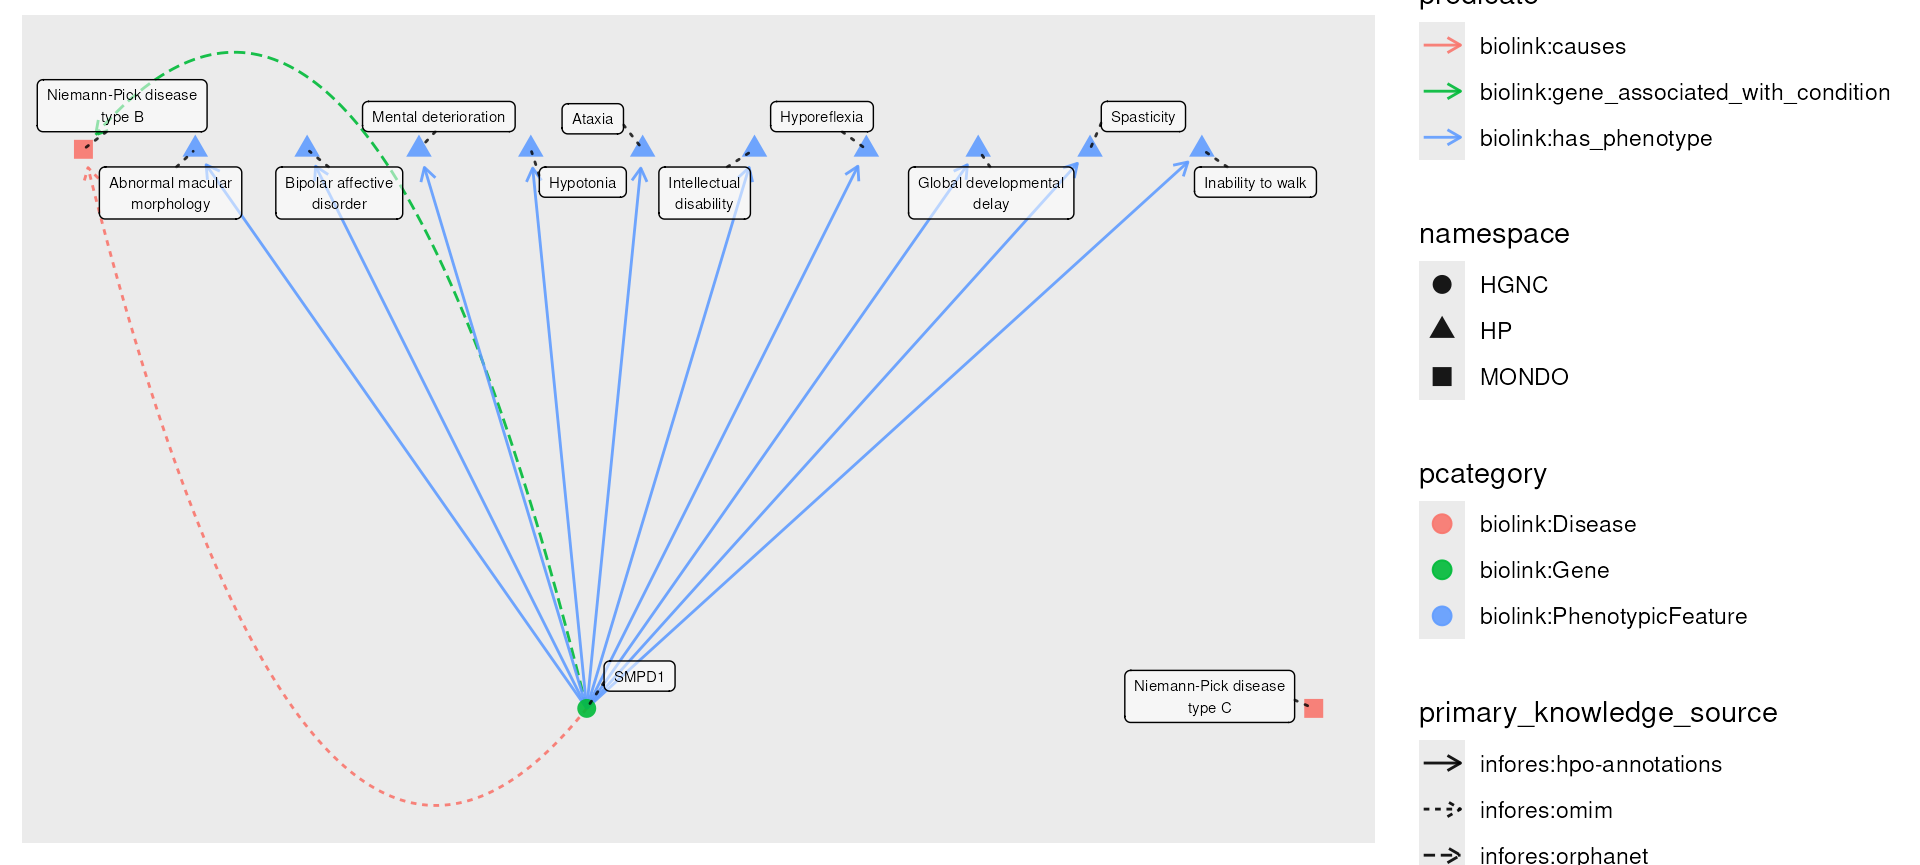 Niemann-Pick disease
type B
Mental deterioration
Ataxia
Hyporeflexia
Spasticity
Abnormal macular
morphology
Bipolar affective
disorder
Hypotonia
Intellectual
disability
Global developmental
delay
Inability to walk
SMPD1
Niemann-Pick disease
type C
predicate
biolink:causes
biolink:gene_associated_with_condition
biolink:has_phenotype
namespace
HGNC
HP
MONDO
pcategory
biolink:Disease
biolink:Gene
biolink:PhenotypicFeature
primary_knowledge_source
infores:hpo-annotations
infores:omim
infores:orphanet